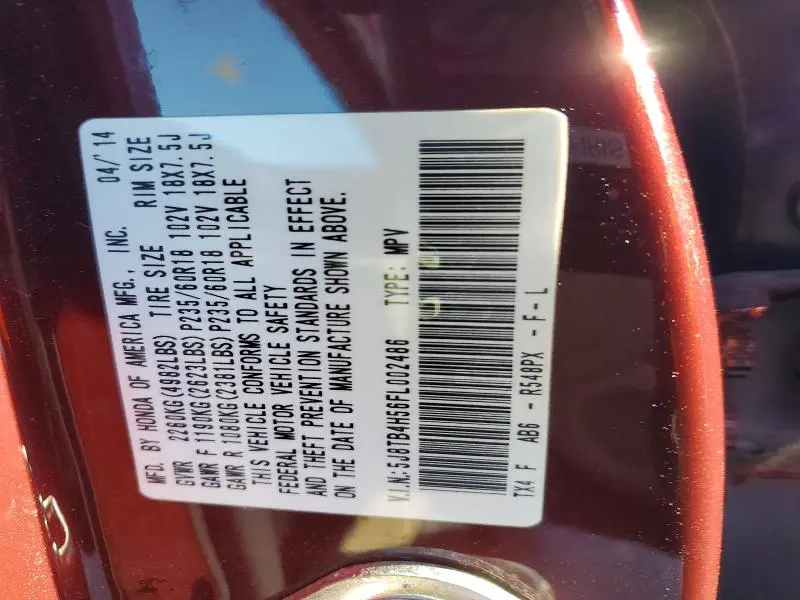 MFD. BY HONDA OF AMERICA MFG., INC. 04/'14
GVWR 2260KG(4982LBS) TIRE SIZE RIM SIZE
GAWR F 1190KG(2623LBS) P235/60R18 102V 18X7.5J
GAWR R 1080KG(2381LBS) P235/60R18 102V 18X7.5J
THIS VEHICLE CONFORMS TO ALL APPLICABLE
FEDERAL MOTOR VEHICLE SAFETY
AND THEFT PREVENTION STANDARDS IN EFFECT
ON THE DATE OF MANUFACTURE SHOWN ABOVE.
V.I.N:5J8TB4H56FL002486 TYPE: MPV
TX4 F AB6 - R548PX - F - L